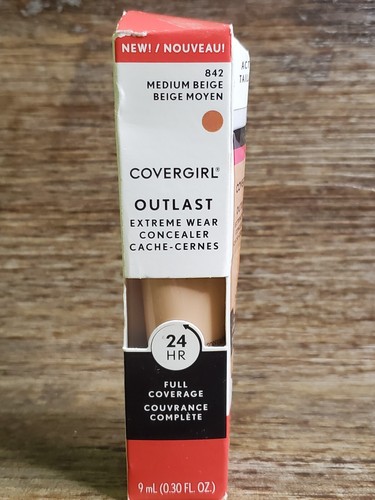 NEW! / NOUVEAU!
842
MEDIUM BEIGE
BEIGE MOYEN
COVERGIRL®
OUTLAST
EXTREME WEAR
CONCEALER
CACHE-CERNES
24
HR
FULL
COVERAGE
COUVRANCE
COMPLÈTE
9 mL (0.30 FL. OZ.)